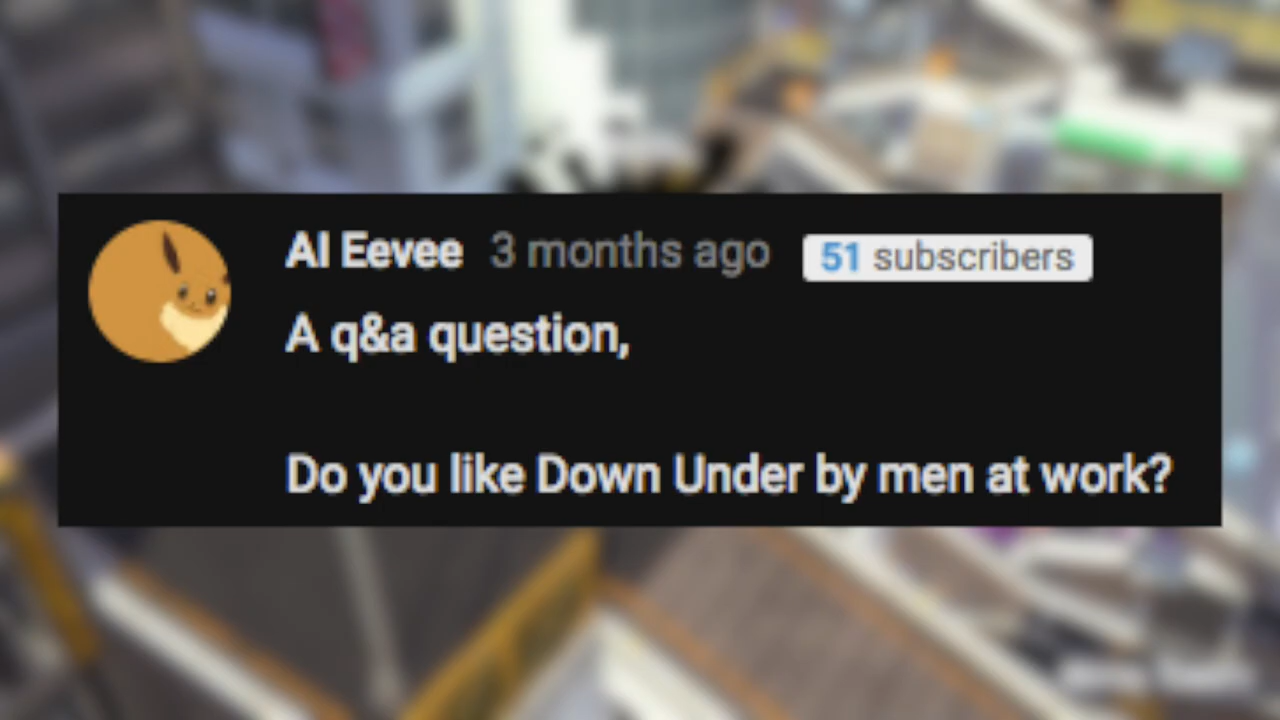 Al Eevee 3 months ago 51 subscribers
A q&a question,
Do you like Down Under by men at work?